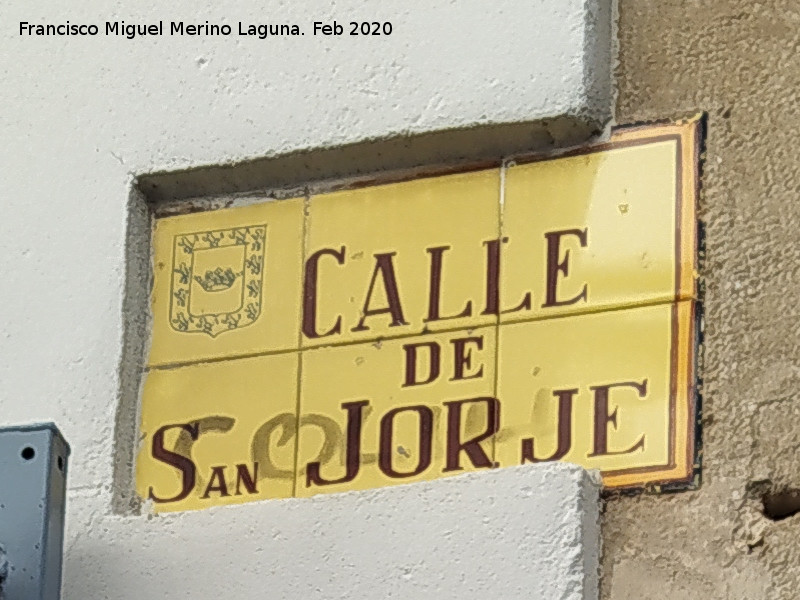 Francisco Miguel Merino Laguna. Feb 2020
CALLE
DE
SAN JORJE